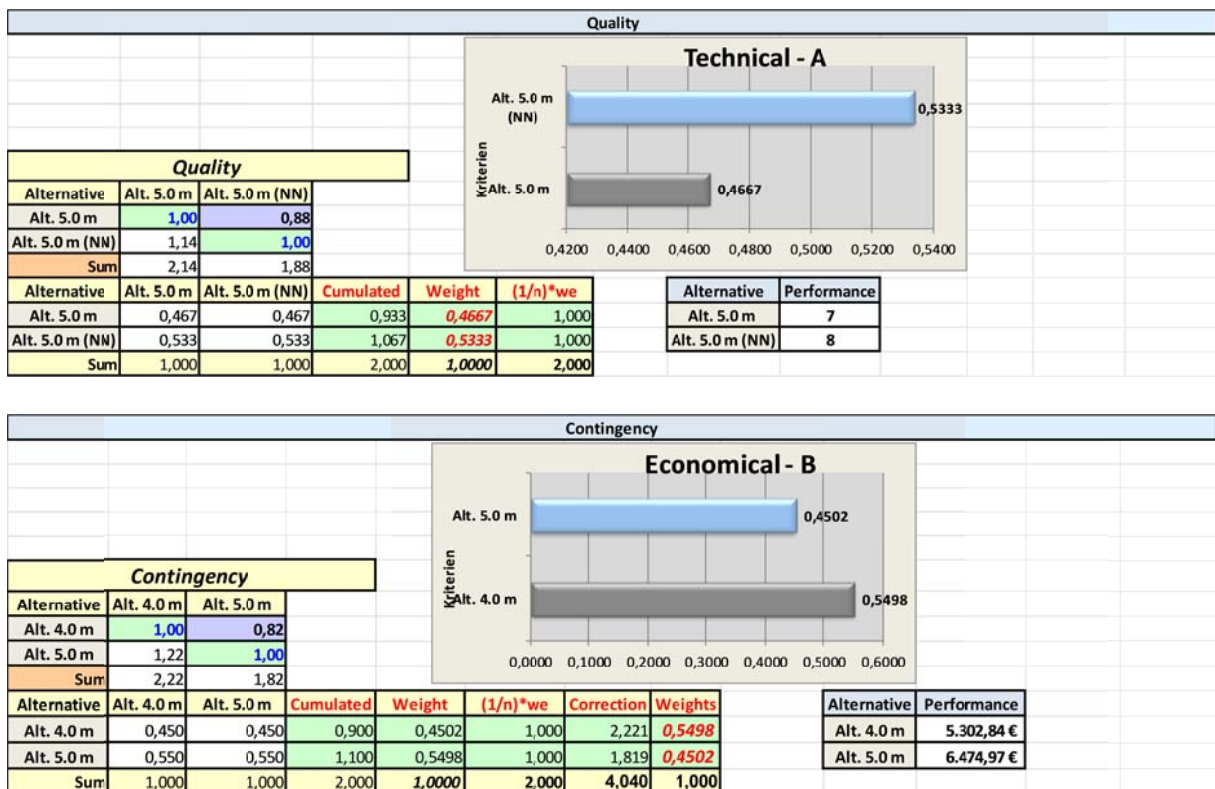 Quality
Technical - A
Alt. 5.0 m
(NN)
0,5333
Kriterien
Alt. 5.0 m
0,4667
0,4200 0,4400 0,4600 0,4800 0,5000 0,5200 0,5400
Quality
Alternative Alt. 5.0 m Alt. 5.0 m (NN)
Alt. 5.0 m 1,00 0,88
Alt. 5.0 m (NN) 1,14 1,00
Sum 2,14 1,88
Alternative Alt. 5.0 m Alt. 5.0 m (NN) Cumulated Weight (1/n)*we
Alt. 5.0 m 0,467 0,467 0,933 0,4667 1,000
Alt. 5.0 m (NN) 0,533 0,533 1,067 0,5333 1,000
Sum 1,000 1,000 2,000 1,0000 2,000
Alternative Performance
Alt. 5.0 m 7
Alt. 5.0 m (NN) 8
Contingency
Economical - B
Alt. 5.0 m
0,4502
Kriterien
Alt. 4.0 m
0,5498
0,0000 0,1000 0,2000 0,3000 0,4000 0,5000 0,6000
Contingency
Alternative Alt. 4.0 m Alt. 5.0 m
Alt. 4.0 m 1,00 0,82
Alt. 5.0 m 1,22 1,00
Sum 2,22 1,82
Alternative Alt. 4.0 m Alt. 5.0 m Cumulated Weight (1/n)*we Correction Weights
Alt. 4.0 m 0,450 0,450 0,900 0,4502 1,000 2,221 0,5498
Alt. 5.0 m 0,550 0,550 1,100 0,5498 1,000 1,819 0,4502
Sum 1,000 1,000 2,000 1,0000 2,000 4,040 1,000
Alternative Performance
Alt. 4.0 m 5.302,84 €
Alt. 5.0 m 6.474,97 €